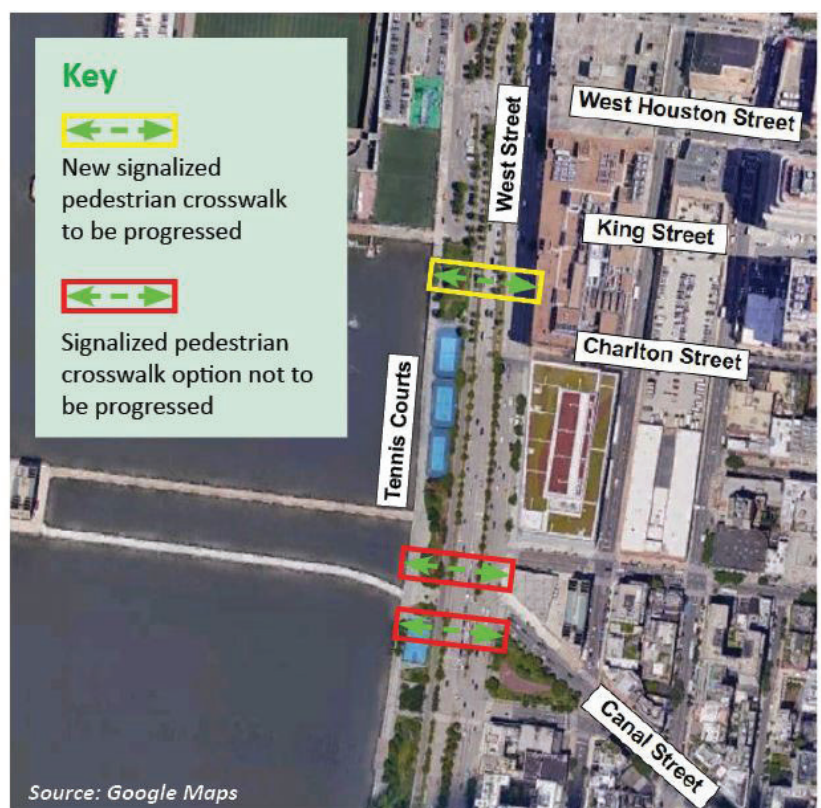 Key
New signalized
pedestrian crosswalk
to be progressed
Signalized pedestrian
crosswalk option not to
be progressed
West Houston Street
West Street
King Street
Charlton Street
Tennis Courts
Canal Street
Source: Google Maps